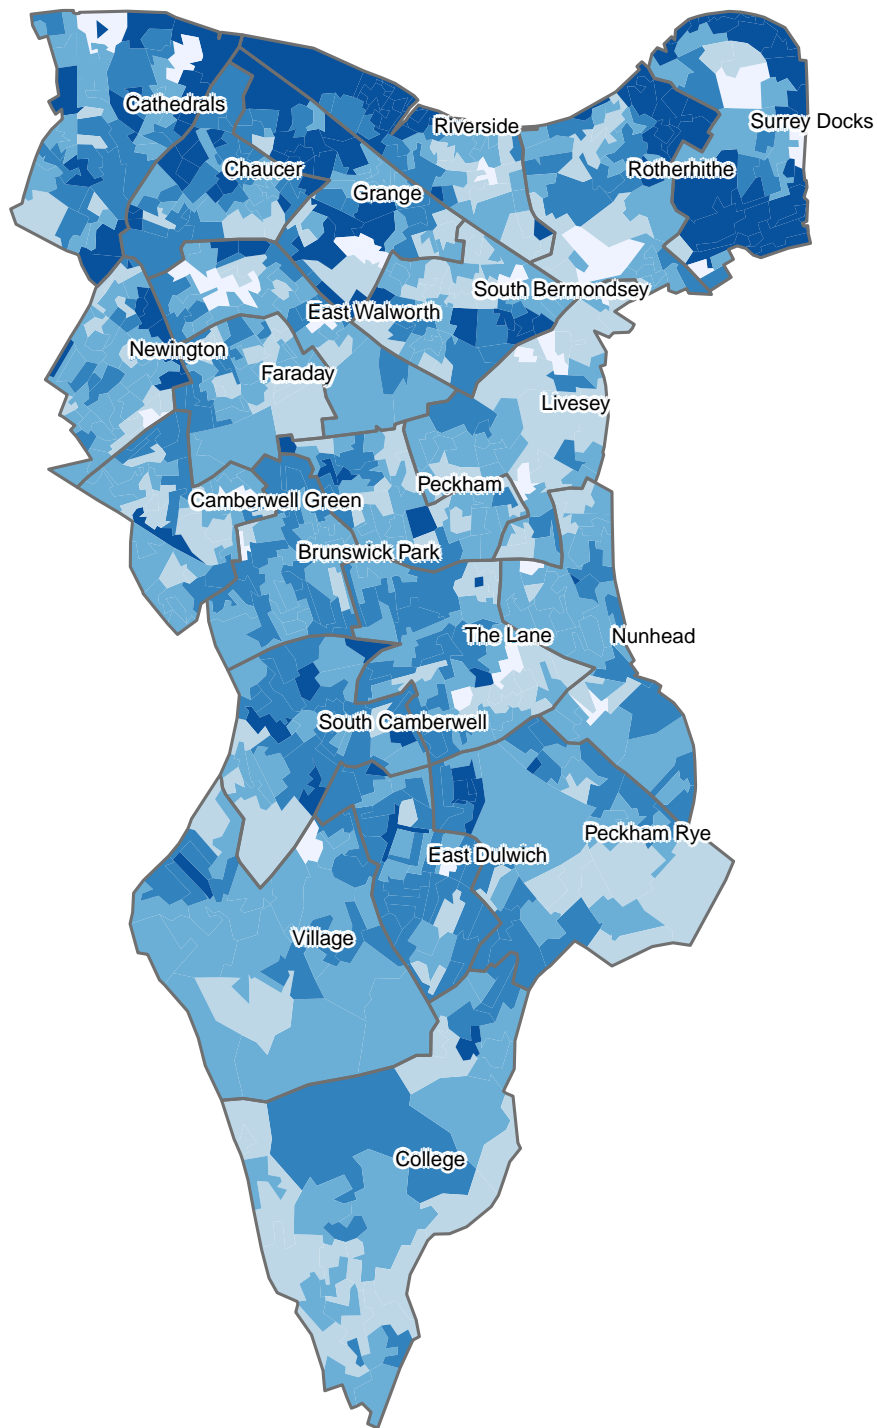 Cathedrals
Riverside
Surrey Docks
Chaucer
Rotherhithe
Grange
South Bermondsey
East Walworth
Newington
Faraday
Livesey
Peckham
Camberwell Green
Brunswick Park
The Lane
Nunhead
South Camberwell
Peckham Rye
East Dulwich
Village
College